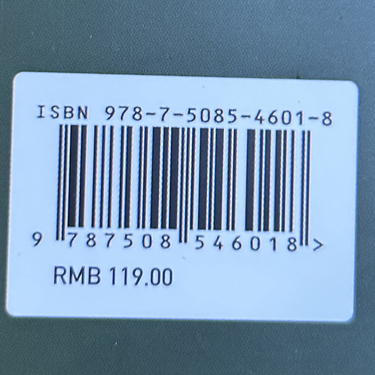 ISBN 978-7-5085-4601-8
9 787508 546018 >
RMB 119.00